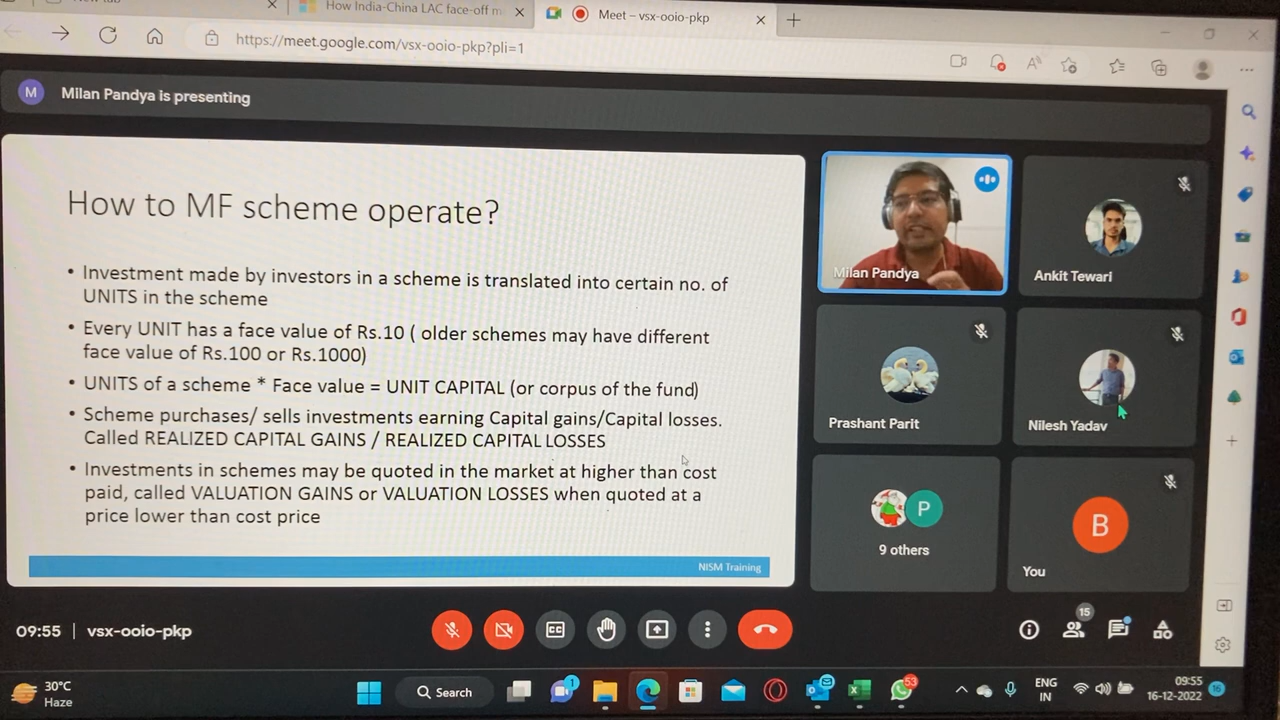 How India-China LAC face-off m
Meet – vsx-ooio-pkp
https://meet.google.com/vsx-ooio-pkp?pli=1
M
Milan Pandya is presenting
How to MF scheme operate?
• Investment made by investors in a scheme is translated into certain no. of
UNITS in the scheme
• Every UNIT has a face value of Rs.10 ( older schemes may have different
face value of Rs.100 or Rs.1000)
• UNITS of a scheme * Face value = UNIT CAPITAL (or corpus of the fund)
• Scheme purchases/ sells investments earning Capital gains/Capital losses.
Called REALIZED CAPITAL GAINS / REALIZED CAPITAL LOSSES
• Investments in schemes may be quoted in the market at higher than cost
paid, called VALUATION GAINS or VALUATION LOSSES when quoted at a
price lower than cost price
NISM Training
Milan Pandya
Ankit Tewari
Prashant Parit
Nilesh Yadav
P
9 others
B
You
09:55 | vsx-ooio-pkp
CC
15
30°C
Haze
Search
1
53
ENG
IN
09:55
16-12-2022
16